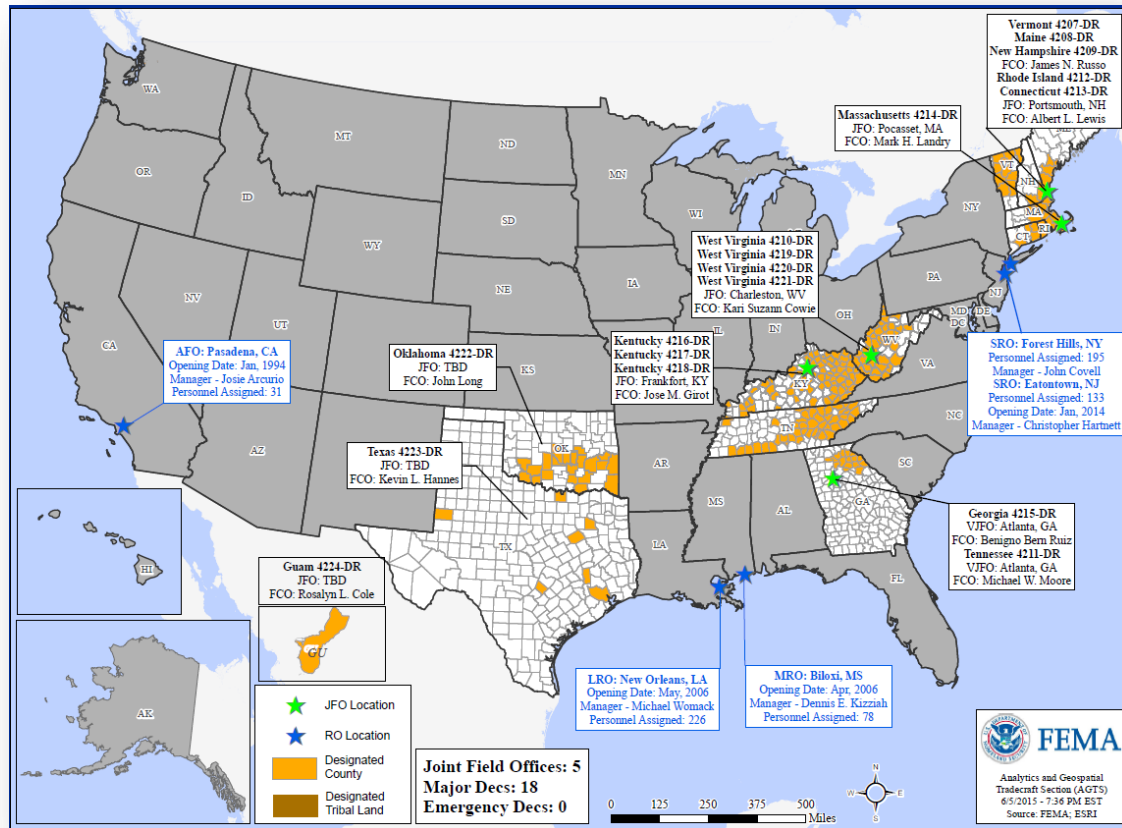 Vermont 4207-DR
Maine 4208-DR
New Hampshire 4209-DR
FCO: James N. Russo
Rhode Island 4212-DR
Connecticut 4213-DR
JFO: Portsmouth, NH
FCO: Albert L. Lewis
Massachusetts 4214-DR
JFO: Pocasset, MA
FCO: Mark H. Landry
WA
MT
ND
MN
OR
ID
SD
WI
WY
NY
VT
NH
MA
CT
RI
West Virginia 4210-DR
West Virginia 4219-DR
West Virginia 4220-DR
West Virginia 4221-DR
JFO: Charleston, WV
FCO: Kari Suzann Cowie
IA
NE
PA
NJ
NV
UT
CA
IL
IN
OH
MD
DE
DC
WV
VA
AFO: Pasadena, CA
Opening Date: Jan, 1994
Manager - Josie Arcurio
Personnel Assigned: 31
Oklahoma 4222-DR
JFO: TBD
FCO: John Long
KS
Kentucky 4216-DR
Kentucky 4217-DR
Kentucky 4218-DR
JFO: Frankfort, KY
FCO: Jose M. Girot
KY
SRO: Forest Hills, NY
Personnel Assigned: 195
Manager - John Covell
SRO: Eatontown, NJ
Personnel Assigned: 133
Opening Date: Jan, 2014
Manager - Christopher Hartnett
NC
TN
AZ
OK
AR
SC
Texas 4223-DR
JFO: TBD
FCO: Kevin L. Hannes
MS
AL
GA
TX
LA
Georgia 4215-DR
VJFO: Atlanta, GA
FCO: Benigno Bern Ruiz
Tennessee 4211-DR
VJFO: Atlanta, GA
FCO: Michael W. Moore
HI
Guam 4224-DR
JFO: TBD
FCO: Rosalyn L. Cole
FL
GU
AK
LRO: New Orleans, LA
Opening Date: May, 2006
Manager - Michael Womack
Personnel Assigned: 226
MRO: Biloxi, MS
Opening Date: Apr, 2006
Manager - Dennis E. Kizziah
Personnel Assigned: 78
JFO Location
RO Location
Designated
County
Designated
Tribal Land
Joint Field Offices: 5
Major Decs: 18
Emergency Decs: 0
0 125 250 500
Miles
N
W E
S
FEMA
Analytics and Geospatial
Tradecraft Section (AGTS)
6/5/2015 - 7:36 PM EST
Source: FEMA; ESRI